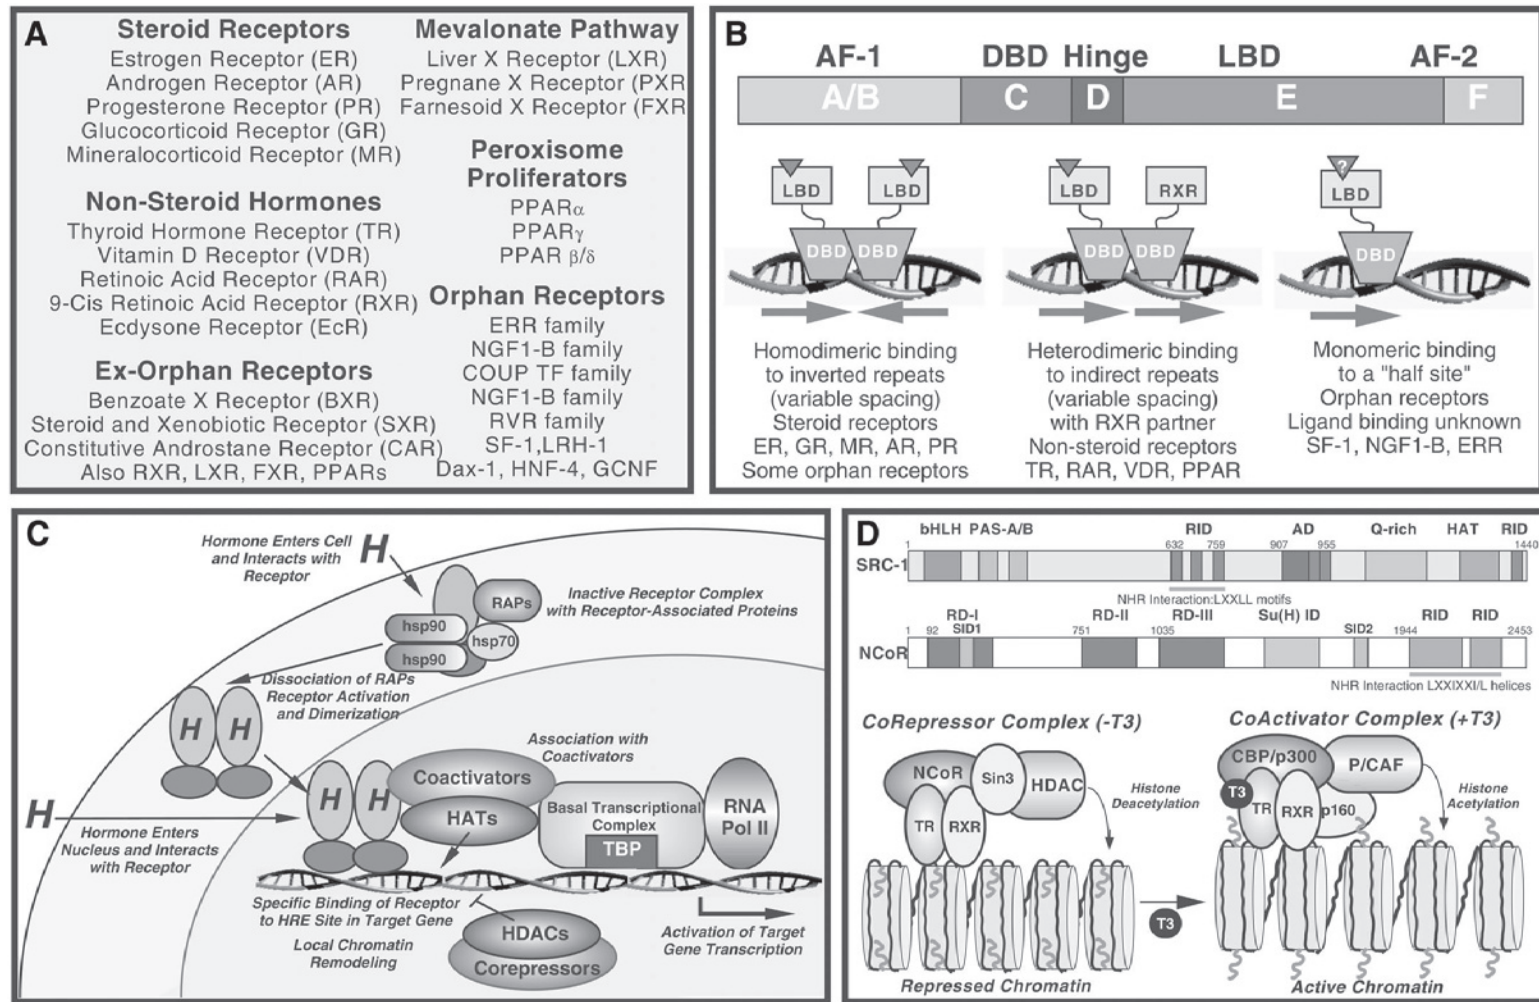 A
Steroid Receptors
Estrogen Receptor (ER)
Androgen Receptor (AR)
Progesterone Receptor (PR)
Glucocorticoid Receptor (GR)
Mineralocorticoid Receptor (MR)
Non-Steroid Hormones
Thyroid Hormone Receptor (TR)
Vitamin D Receptor (VDR)
Retinoic Acid Receptor (RAR)
9-Cis Retinoic Acid Receptor (RXR)
Ecdysone Receptor (EcR)
Ex-Orphan Receptors
Benzoate X Receptor (BXR)
Steroid and Xenobiotic Receptor (SXR)
Constitutive Androstane Receptor (CAR)
Also RXR, LXR, FXR, PPARs
Mevalonate Pathway
Liver X Receptor (LXR)
Pregnane X Receptor (PXR
Farnesoid X Receptor (FXR
Peroxisome
Proliferators
PPARα
PPARγ
PPAR β/δ
Orphan Receptors
ERR family
NGF1-B family
COUP TF family
NGF1-B family
RVR family
SF-1,LRH-1
Dax-1, HNF-4, GCNF
B
AF-1 DBD Hinge LBD AF-2
A/B C D E F
LBD LBD
DBD DBD
Homodimeric binding
to inverted repeats
(variable spacing)
Steroid receptors
ER, GR, MR, AR, PR
Some orphan receptors
LBD RXR
DBD DBD
Heterodimeric binding
to indirect repeats
(variable spacing)
with RXR partner
Non-steroid receptors
TR, RAR, VDR, PPAR
?
LBD
DBD
Monomeric binding
to a "half site"
Orphan receptors
Ligand binding unknown
SF-1, NGF1-B, ERR
C
Hormone Enters Cell
and Interacts with
Receptor
H
RAPs
hsp90
hsp70
hsp90
Inactive Receptor Complex
with Receptor-Associated Proteins
Dissociation of RAPs
Receptor Activation
and Dimerization
H H
H
Hormone Enters
Nucleus and Interacts
with Receptor
H H
Association with
Coactivators
Coactivators
HATs
Basal Transcriptional
Complex
TBP
RNA
Pol II
Specific Binding of Receptor
to HRE Site in Target Gene
Local Chromatin
Remodeling
HDACs
Corepressors
Activation of Target
Gene Transcription
D
bHLH PAS-A/B RID AD Q-rich HAT RID
1 632 759 907 955 1440
SRC-1
NHR Interaction:LXXLL motifs
RD-I RD-II RD-III Su(H) ID RID RID
1 92 SID1 751 1035 SID2 1944 2453
NCoR
NHR Interaction LXXIXXI/L helices
CoRepressor Complex (-T3)
NCoR
Sin3
HDAC
TR
RXR
Histone
Deacetylation
Repressed Chromatin
T3
CoActivator Complex (+T3)
CBP/p300
P/CAF
T3
TR
RXR
p160
Histone
Acetylation
Active Chromatin